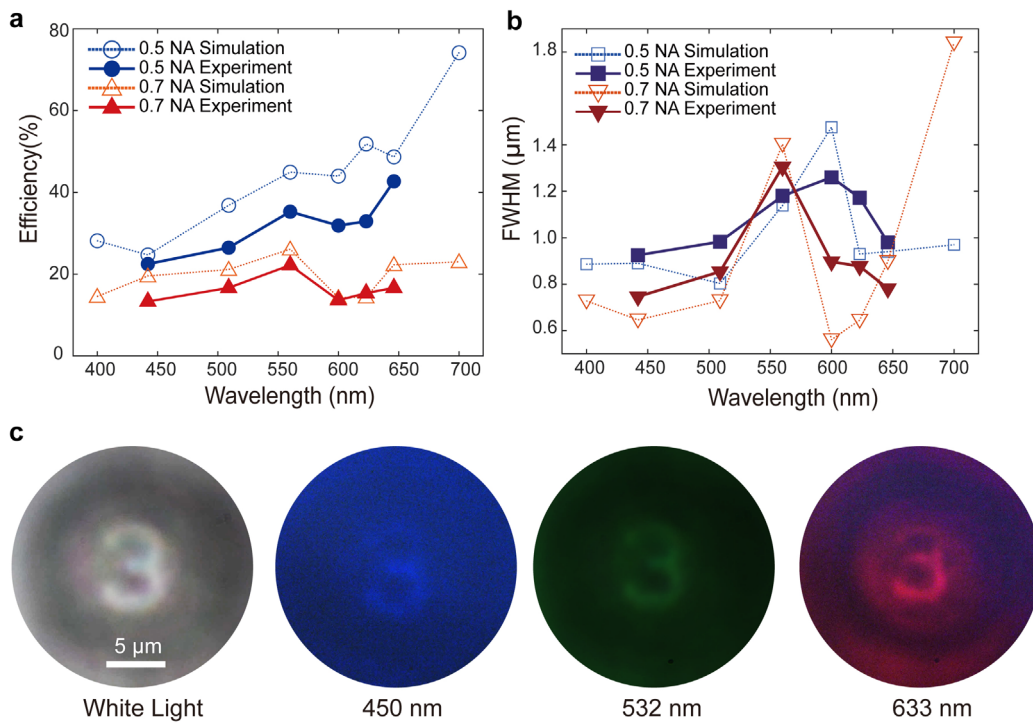 a
80
60
40
20
0
Efficiency(%)
0.5 NA Simulation
0.5 NA Experiment
0.7 NA Simulation
0.7 NA Experiment
400 450 500 550 600 650 700
Wavelength (nm)
b
1.8
1.4
1.2
1.0
0.8
0.6
FWHM (μm)
0.5 NA Simulation
0.5 NA Experiment
0.7 NA Simulation
0.7 NA Experiment
400 450 500 550 600 650 700
Wavelength (nm)
c
3 3 3 3
5 μm
White Light 450 nm 532 nm 633 nm